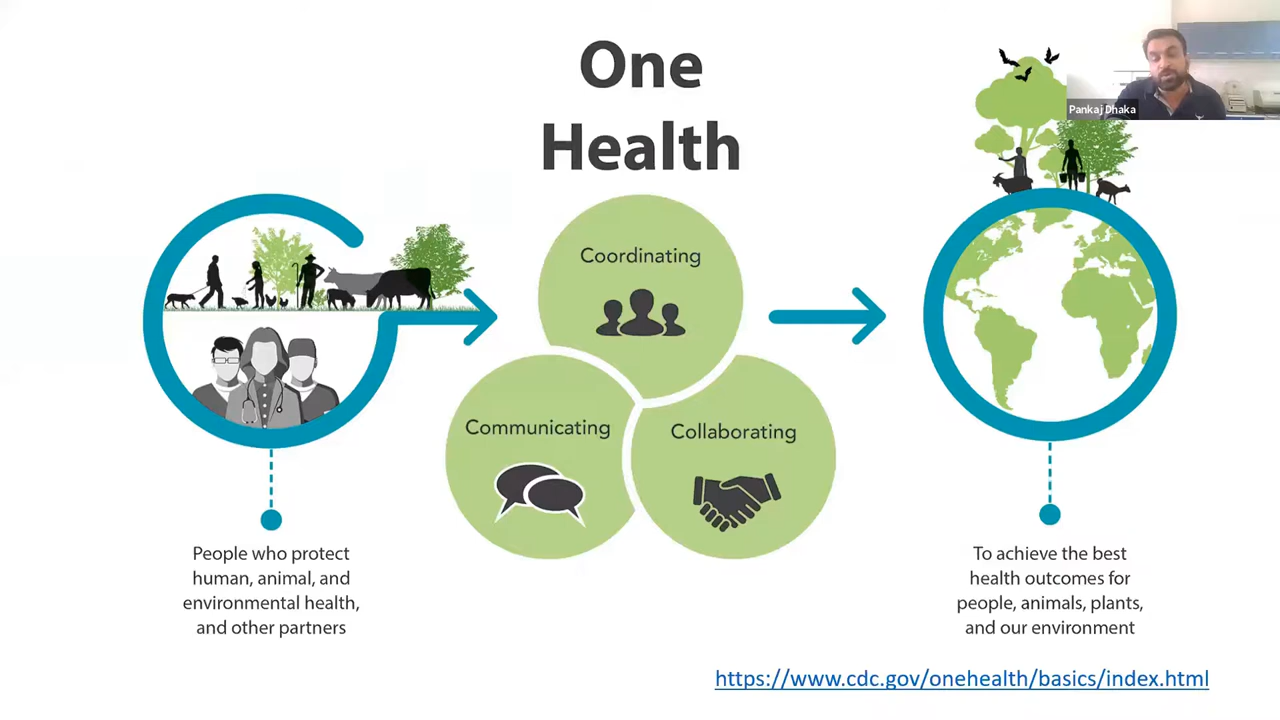 One
Health
Pankaj Dhaka
Coordinating
Communicating
Collaborating
People who protect
human, animal, and
environmental health,
and other partners
To achieve the best
health outcomes for
people, animals, plants,
and our environment
https://www.cdc.gov/onehealth/basics/index.html